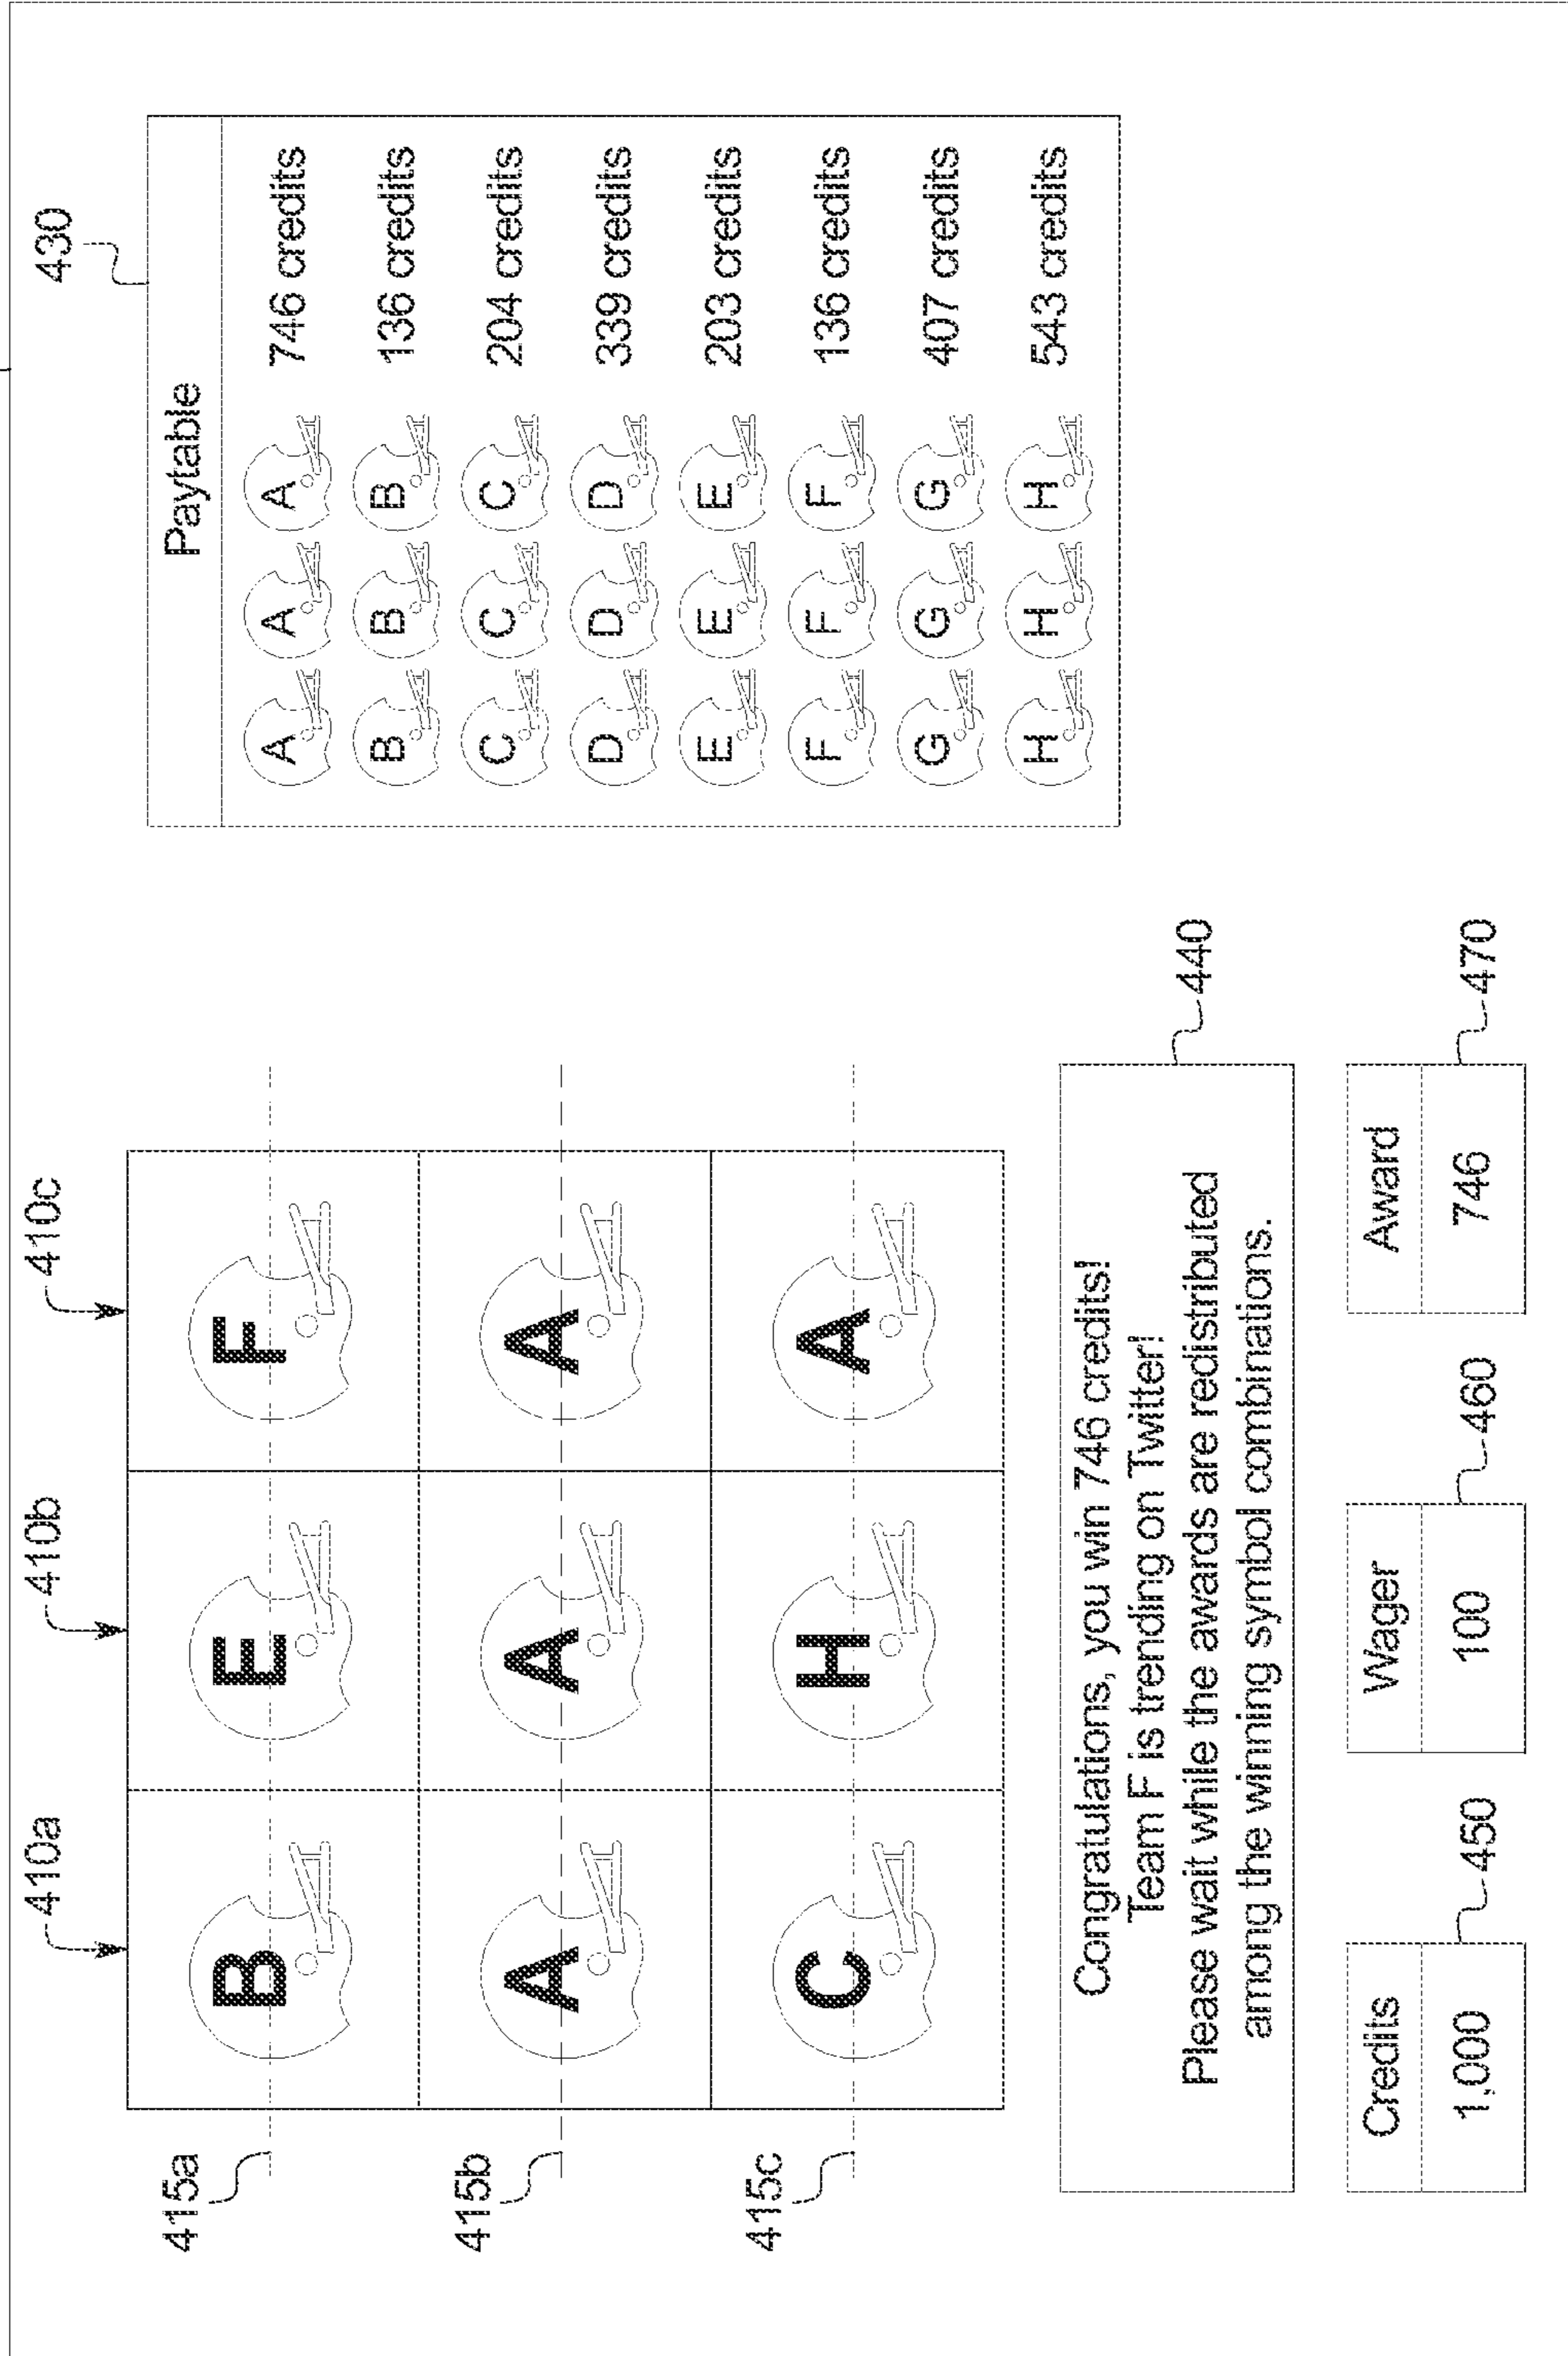 410a
410b
410c
415a
B E F
415b
A A A
415c
C H A
430
Paytable
A A A 746 credits
B B B 136 credits
C C C 204 credits
D D D 339 credits
E E E 203 credits
F F F 136 credits
G G G 407 credits
H H H 543 credits
Congratulations, you win 746 credits!
Team F is trending on Twitter!
Please wait while the awards are redistributed
among the winning symbol combinations.
440
Credits
1,000
450
Wager
100
460
Award
746
470